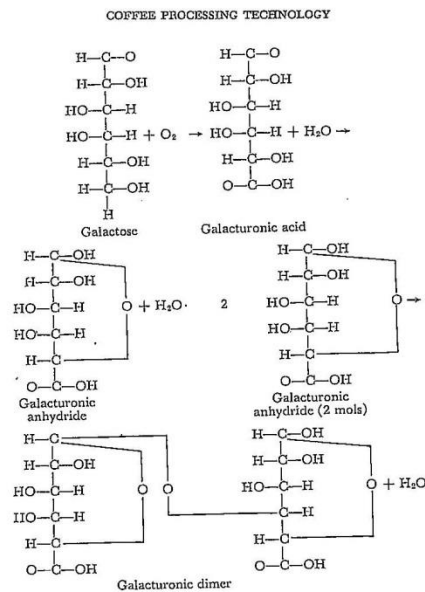 COFFEE PROCESSING TECHNOLOGY
H—C—O H—C—O
H—C—OH H—C—OH
HO—C—H HO—C—H
HO—C—H + O₂ → HO—C—H + H₂O →
H—C—OH H—C—OH
H—C—OH O—C—OH
H
Galactose Galacturonic acid
H—C—OH H—C—OH
H—C—OH H—C—OH
HO—C—H O + H₂O· 2 HO—C—H O →
HO—C—H HO—C—H
H—C H—C
O—C—OH O—C—OH
Galacturonic Galacturonic
anhydride anhydride (2 mols)
H—C H—C—OH
H—C—OH H—C—OH
HO—C—H O O HO—C—H O + H₂O
HO—C—H C—H
H—C H—C
O—C—OH O—C—OH
Galacturonic dimer